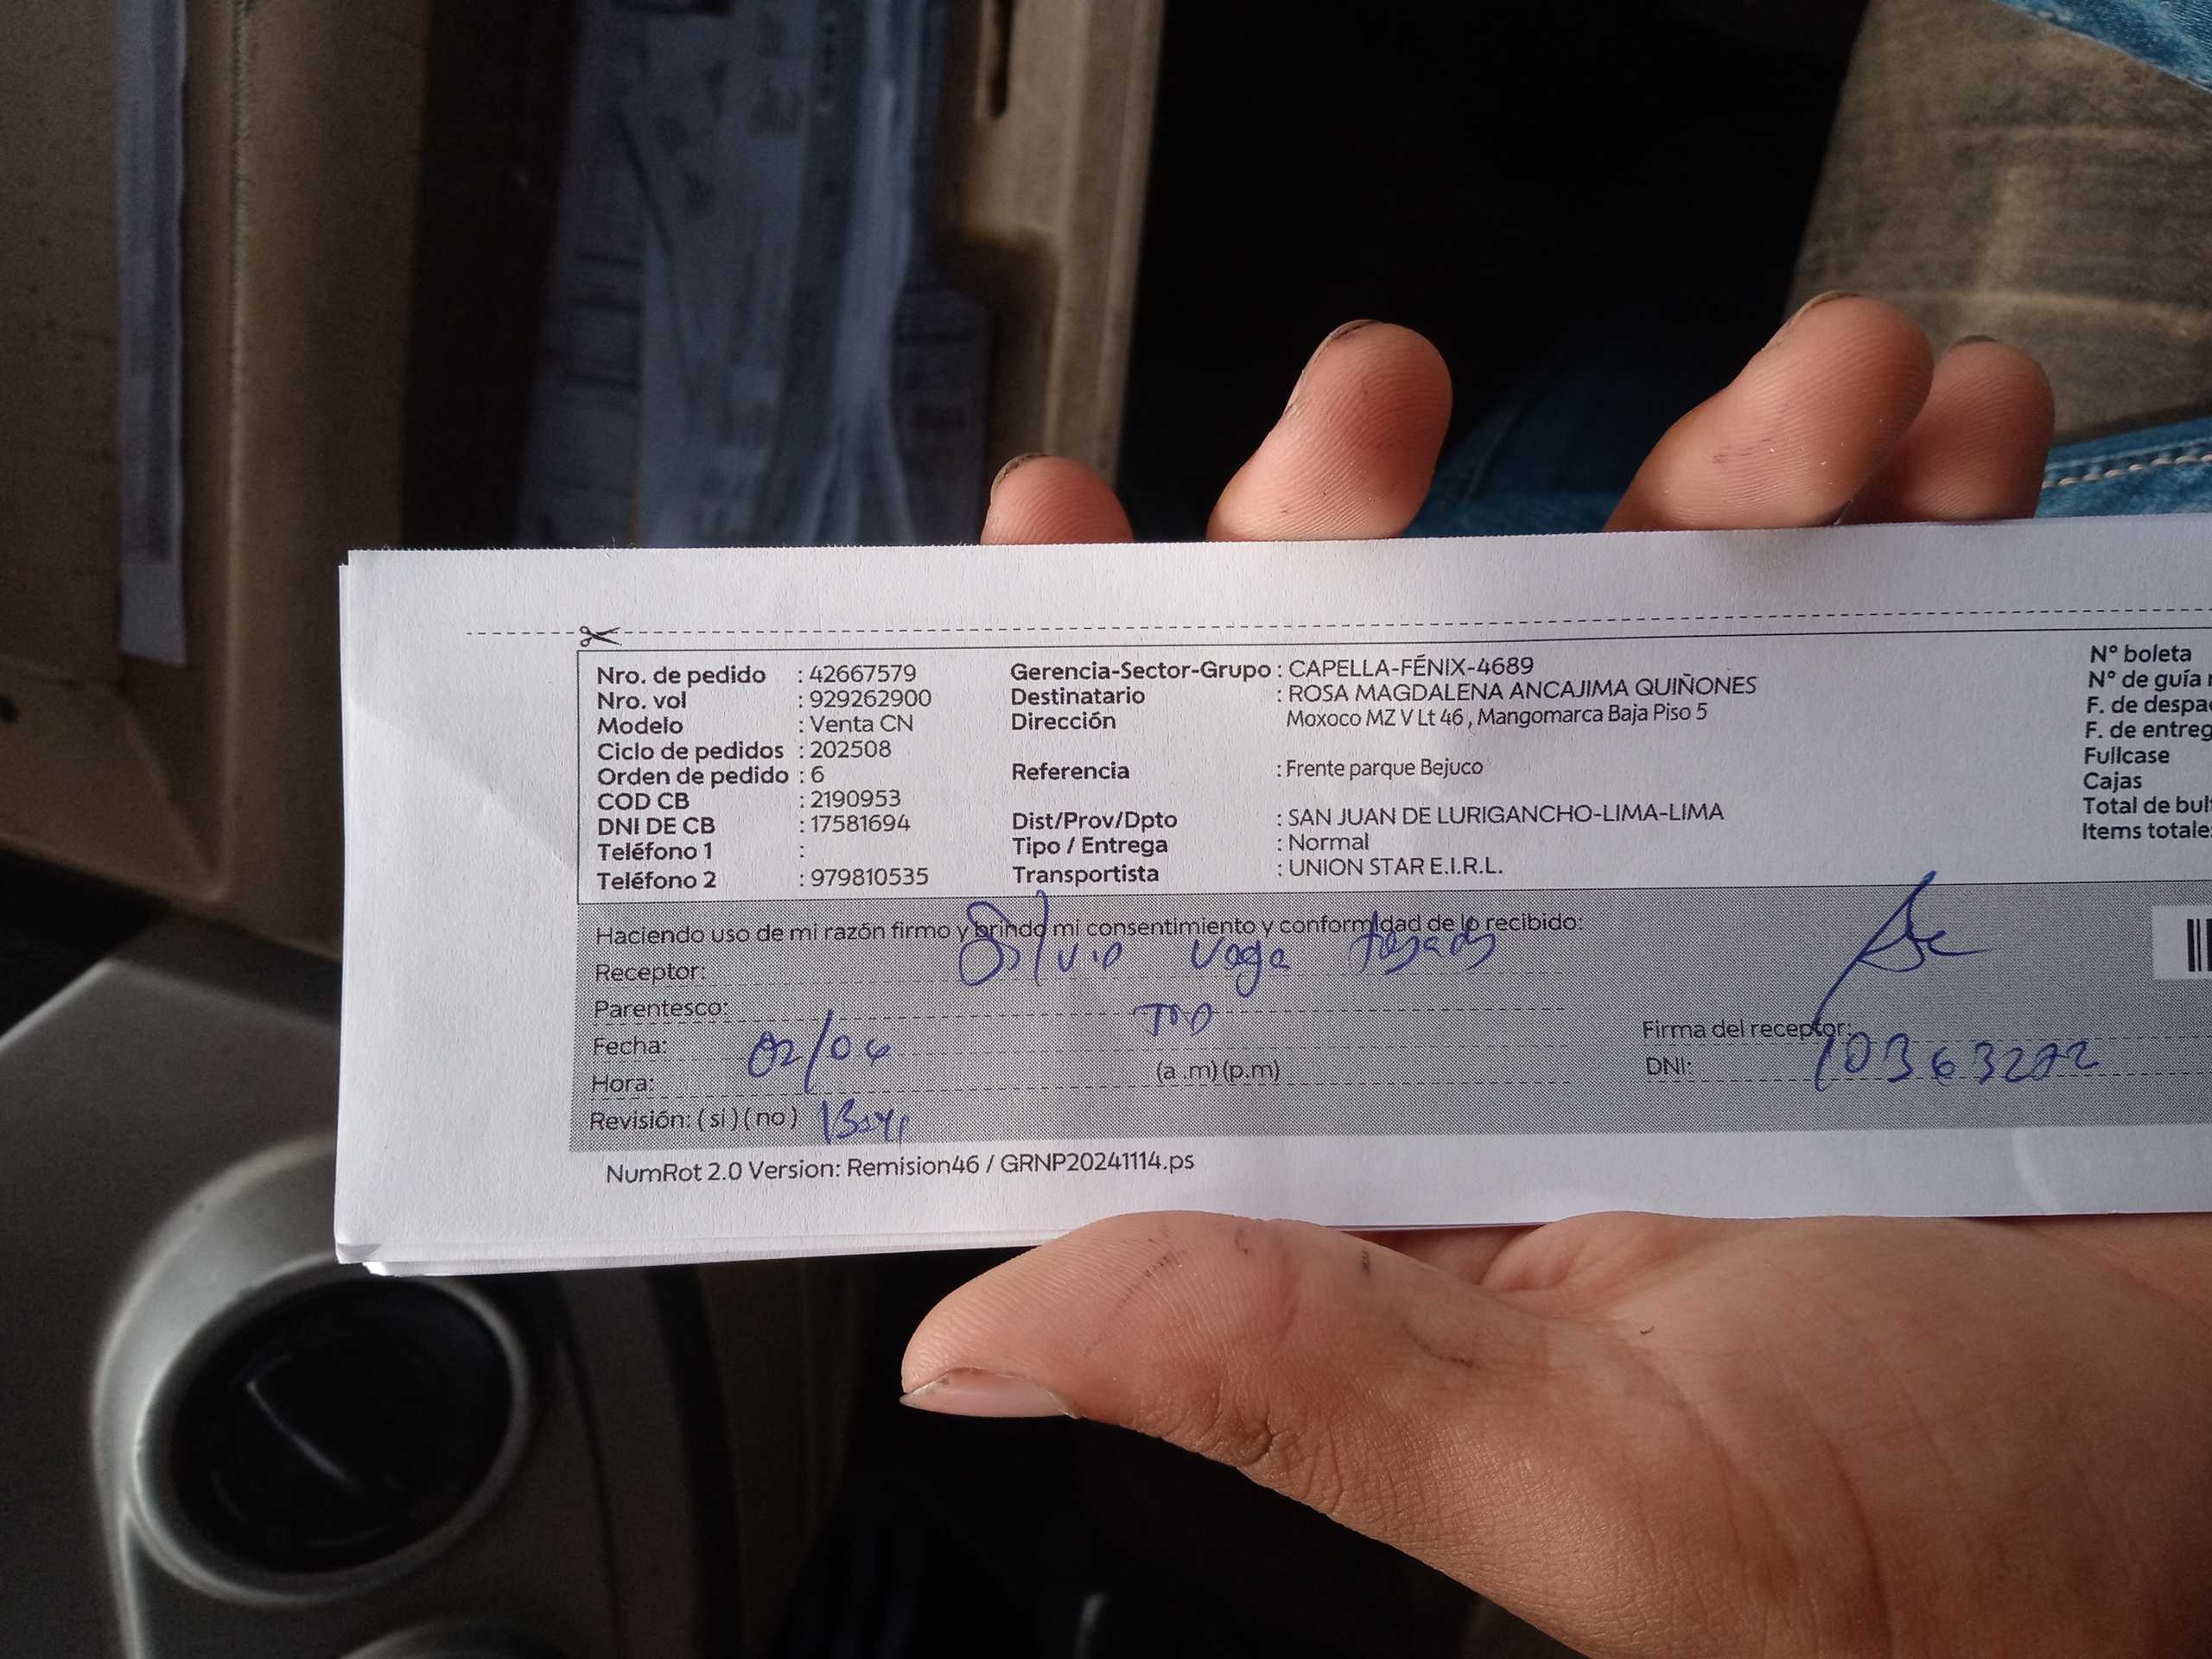 Nro. de pedido : 42667579
Nro. vol : 929262900
Modelo : Venta CN
Ciclo de pedidos : 202508
Orden de pedido : 6
COD CB : 2190953
DNI DE CB : 17581694
Teléfono 1 :
Teléfono 2 : 979810535
Gerencia-Sector-Grupo : CAPELLA-FÉNIX-4689
Destinatario : ROSA MAGDALENA ANCAJIMA QUIÑONES
Dirección Moxoco MZ V Lt 46 , Mangomarca Baja Piso 5
Referencia : Frente parque Bejuco
Dist/Prov/Dpto : SAN JUAN DE LURIGANCHO-LIMA-LIMA
Tipo / Entrega : Normal
Transportista : UNION STAR E.I.R.L.
N° boleta
N° de guía
F. de
F. de
Fullcase
Cajas
Total de
Items
Haciendo uso de mi razón firmo y brindo mi consentimiento y conformidad de lo recibido:
Receptor: Silvio Vega
Parentesco:
Fecha: 02/04
Hora: (a .m) (p.m)
Revisión: ( si ) ( no )
Firma del receptor:
DNI:
NumRot 2.0 Version: Remision46 / GRNP20241114.ps